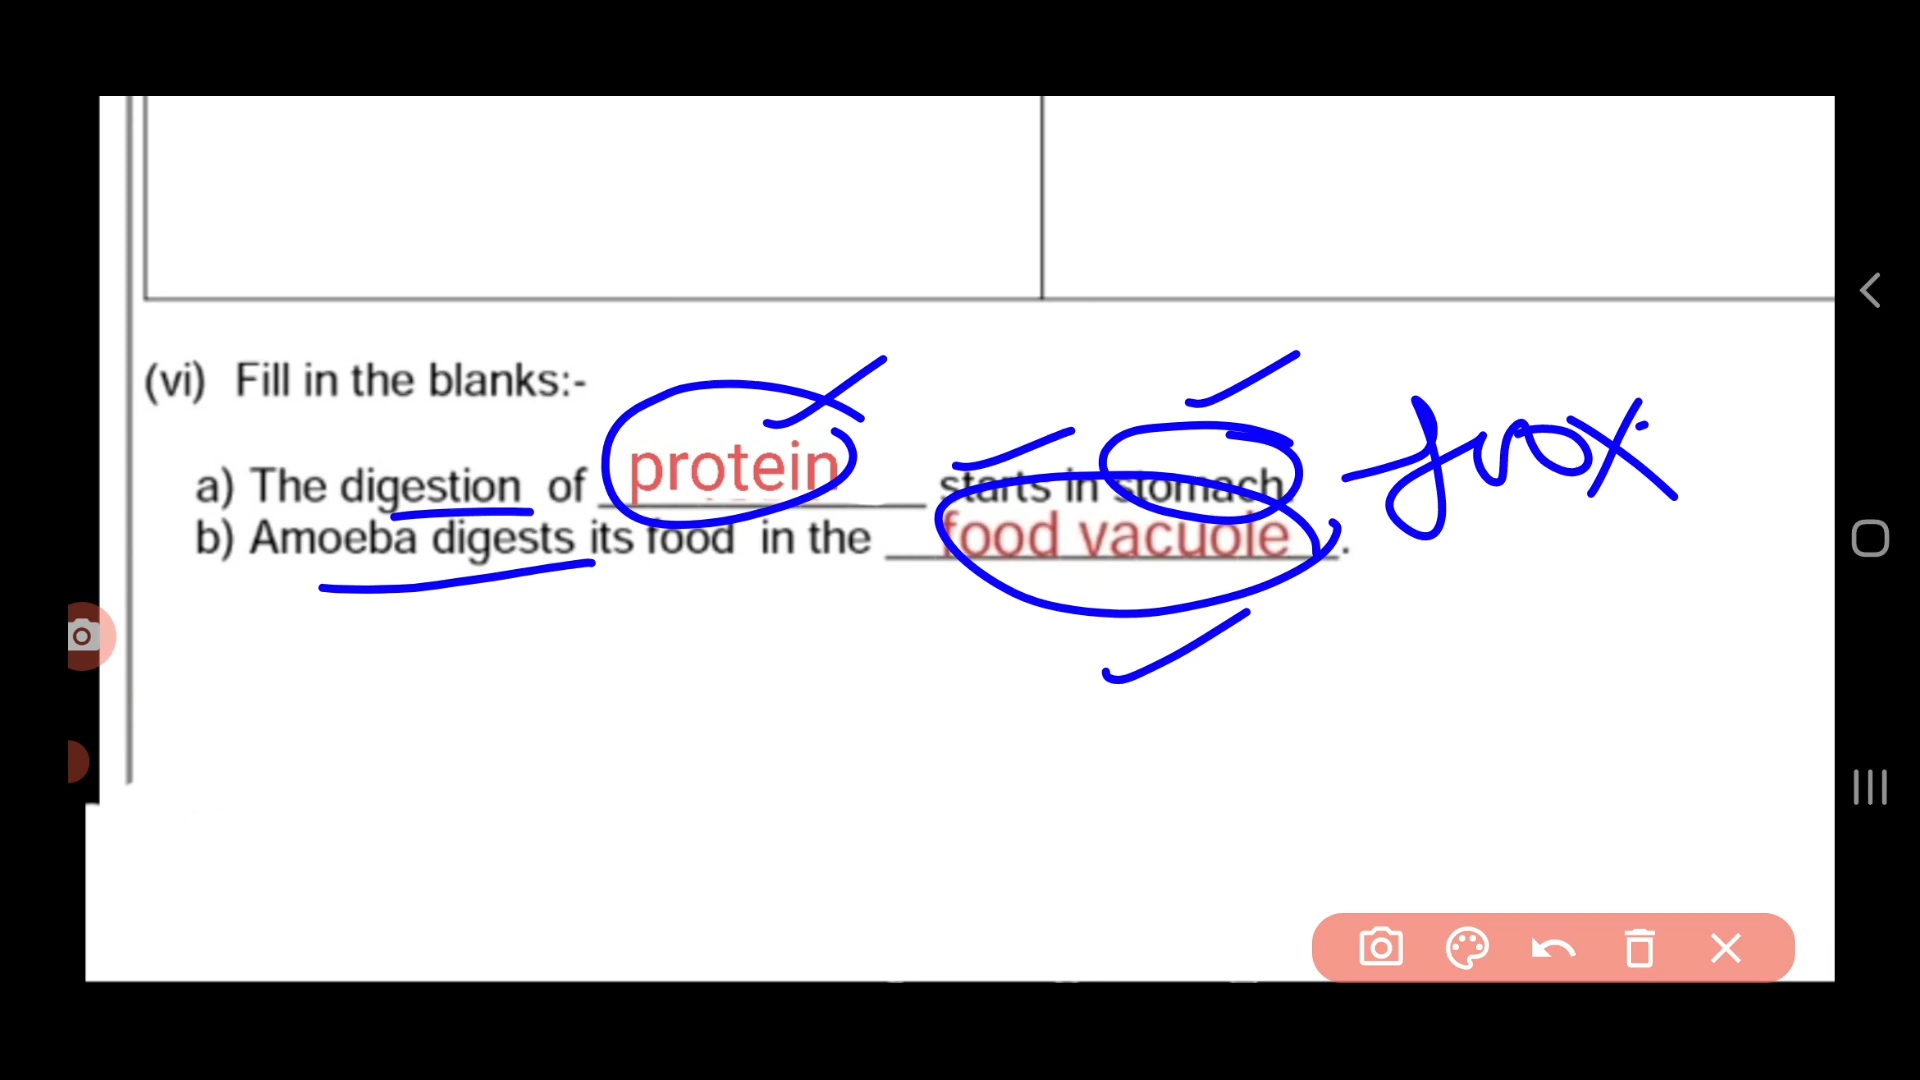 (vi) Fill in the blanks:-
a) The digestion of protein starts in stomach.
b) Amoeba digests its food in the food vacuole.